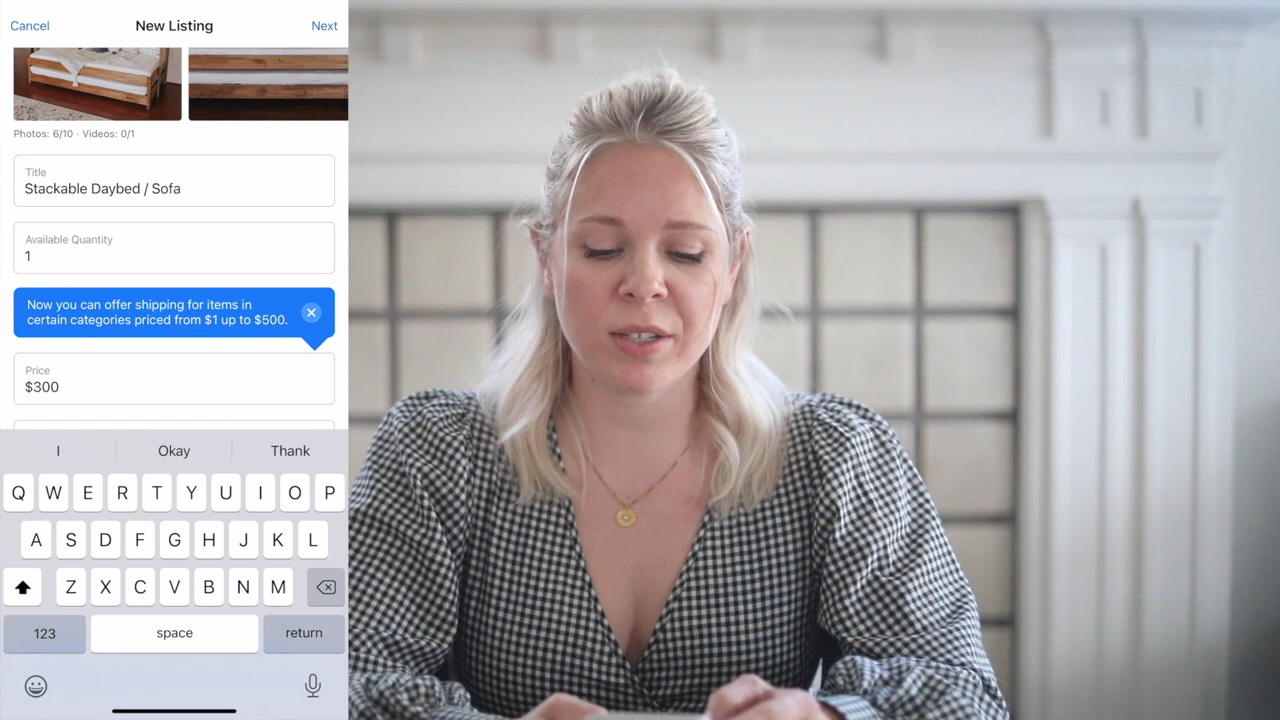 Cancel New Listing Next
Photos: 6/10 · Videos: 0/1
Title
Stackable Daybed / Sofa
Available Quantity
1
Now you can offer shipping for items in
certain categories priced from $1 up to $500.
Price
$300
I Okay Thank
Q W E R T Y U I O P
A S D F G H J K L
Z X C V B N M
123 space return